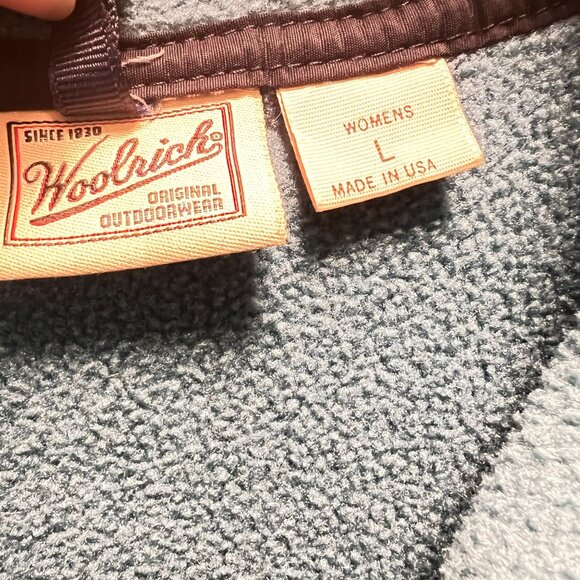 SINCE 1830
Woolrich®
ORIGINAL
OUTDOORWEAR
WOMENS
L
MADE IN USA